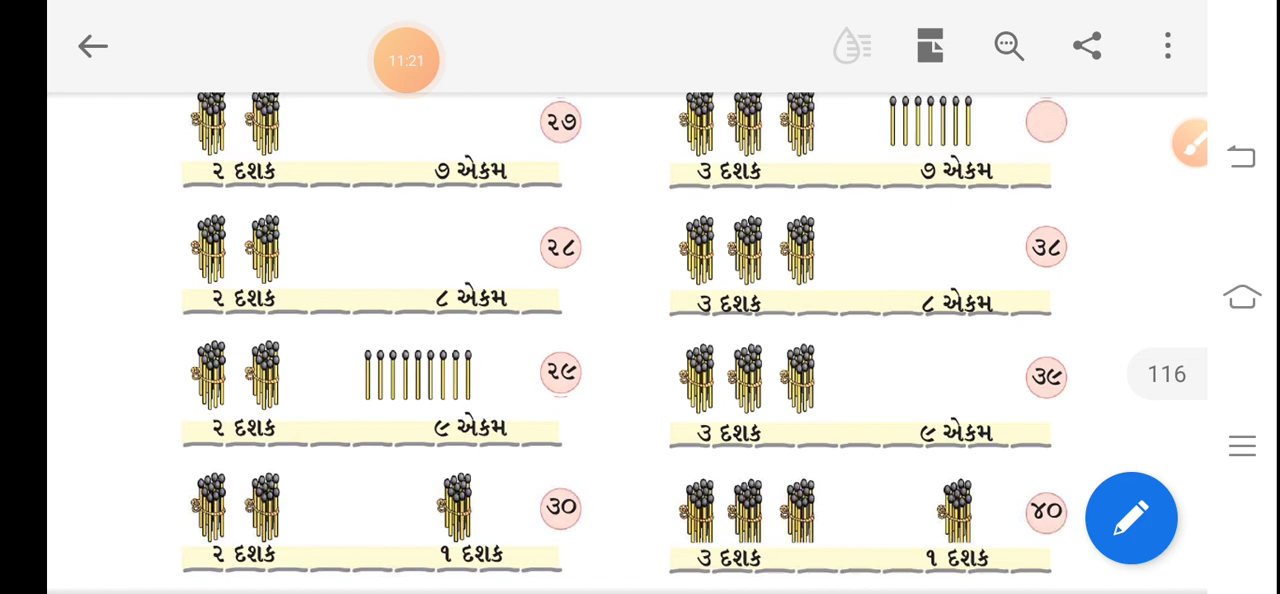 11:21
૨૭
૨ દશક ૭ એકમ
૩ દશક ૭ એકમ
૨૮
૨ દશક ૮ એકમ
૩૮
૩ દશક ૮ એકમ
૨૯
૨ દશક ૯ એકમ
૩૯
૩ દશક ૯ એકમ
116
૩૦
૨ દશક ૧ દશક
૪૦
૩ દશક ૧ દશક